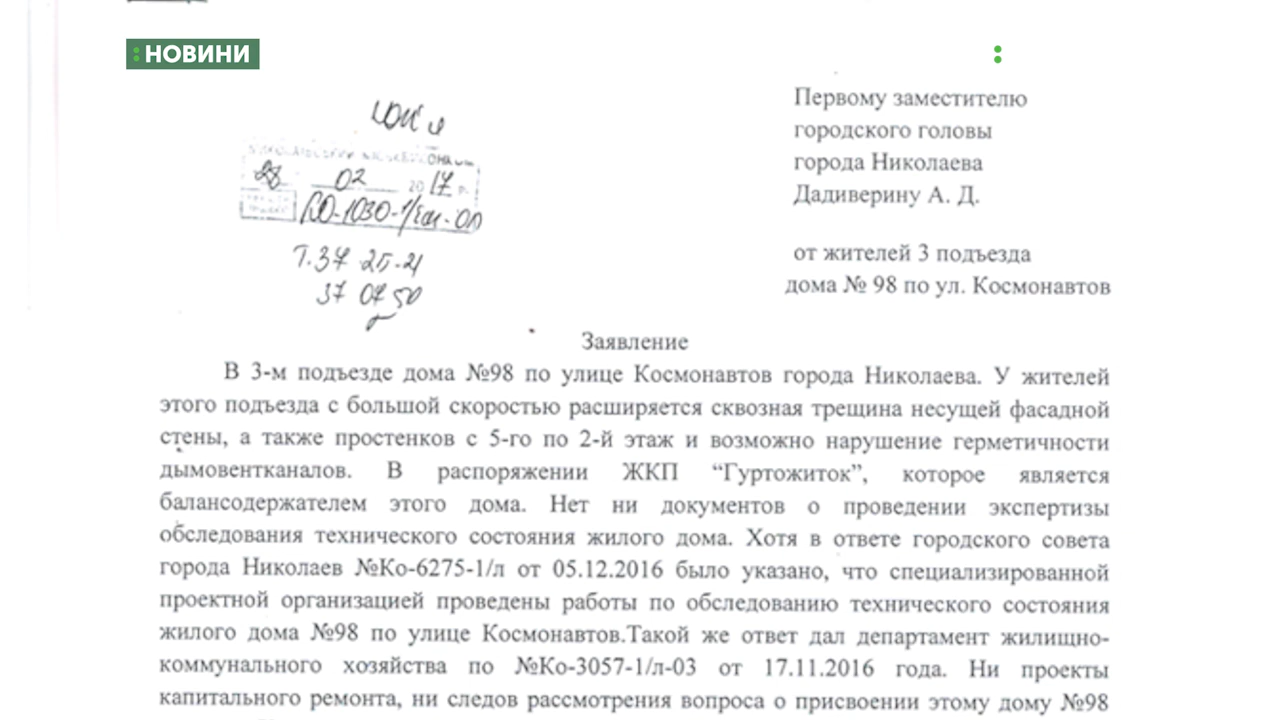 : НОВИНИ
:
Первому заместителю
городского головы
города Николаева
Дадиверину А. Д.
28 02 2017 р.
37 07 50
от жителей 3 подъезда
дома № 98 по ул. Космонавтов
Заявление
В 3-м подъезде дома №98 по улице Космонавтов города Николаева. У жителей
этого подъезда с большой скоростью расширяется сквозная трещина несущей фасадной
стены, а также простенков с 5-го по 2-й этаж и возможно нарушение герметичности
дымовентканалов. В распоряжении ЖКП “Гуртожиток”, которое является
балансодержателем этого дома. Нет ни документов о проведении экспертизы
обследования технического состояния жилого дома. Хотя в ответе городского совета
города Николаев №Ко-6275-1/л от 05.12.2016 было указано, что специализированной
проектной организацией проведены работы по обследованию технического состояния
жилого дома №98 по улице Космонавтов.Такой же ответ дал департамент жилищно-
коммунального хозяйства по №Ко-3057-1/л-03 от 17.11.2016 года. Ни проекты
капитального ремонта, ни следов рассмотрения вопроса о присвоении этому дому №98